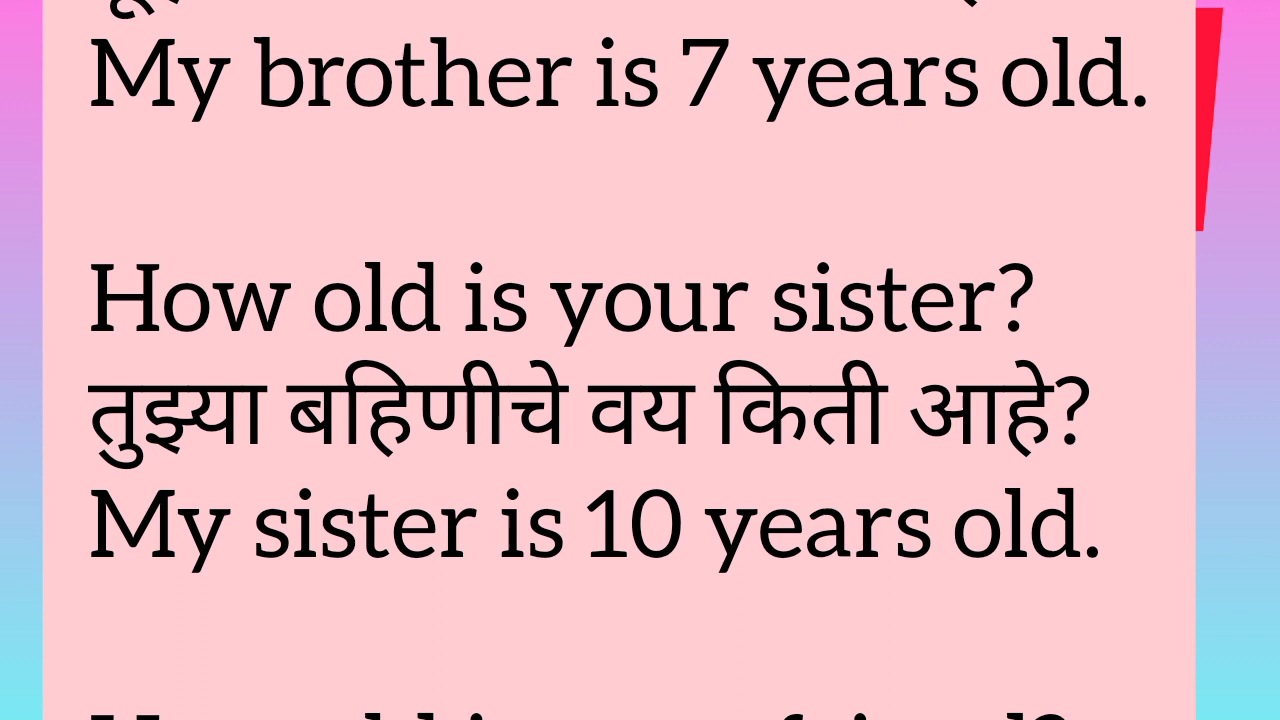 My brother is 7 years old.
How old is your sister?
तुझ्या बहिणीचे वय किती आहे?
My sister is 10 years old.